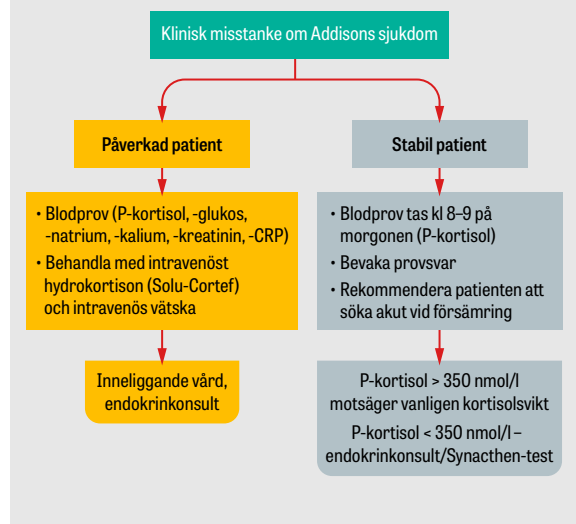 Klinisk misstanke om Addisons sjukdom
Påverkad patient
• Blodprov (P-kortisol, -glukos,
-natrium, -kalium, -kreatinin, -CRP)
• Behandla med intravenöst
hydrokortison (Solu-Cortef)
och intravenös vätska
Inneliggande vård,
endokrinkonsult
Stabil patient
• Blodprov tas kl 8–9 på
morgonen (P-kortisol)
• Bevaka provsvar
• Rekommendera patienten att
söka akut vid försämring
P-kortisol > 350 nmol/l
motsäger vanligen kortisolsvikt
P-kortisol < 350 nmol/l –
endokrinkonsult/Synacthen-test